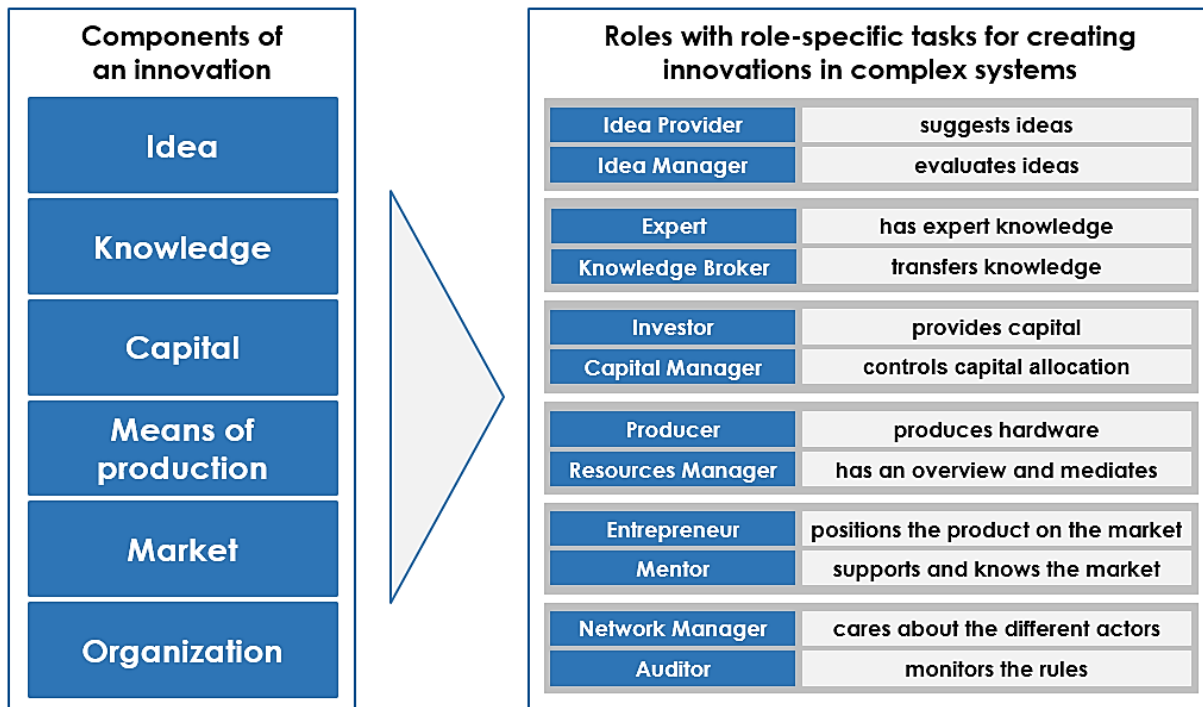 Components of
an innovation
Idea
Knowledge
Capital
Means of
production
Market
Organization
Roles with role-specific tasks for creating
innovations in complex systems
Idea Provider suggests ideas
Idea Manager evaluates ideas
Expert has expert knowledge
Knowledge Broker transfers knowledge
Investor provides capital
Capital Manager controls capital allocation
Producer produces hardware
Resources Manager has an overview and mediates
Entrepreneur positions the product on the market
Mentor supports and knows the market
Network Manager cares about the different actors
Auditor monitors the rules